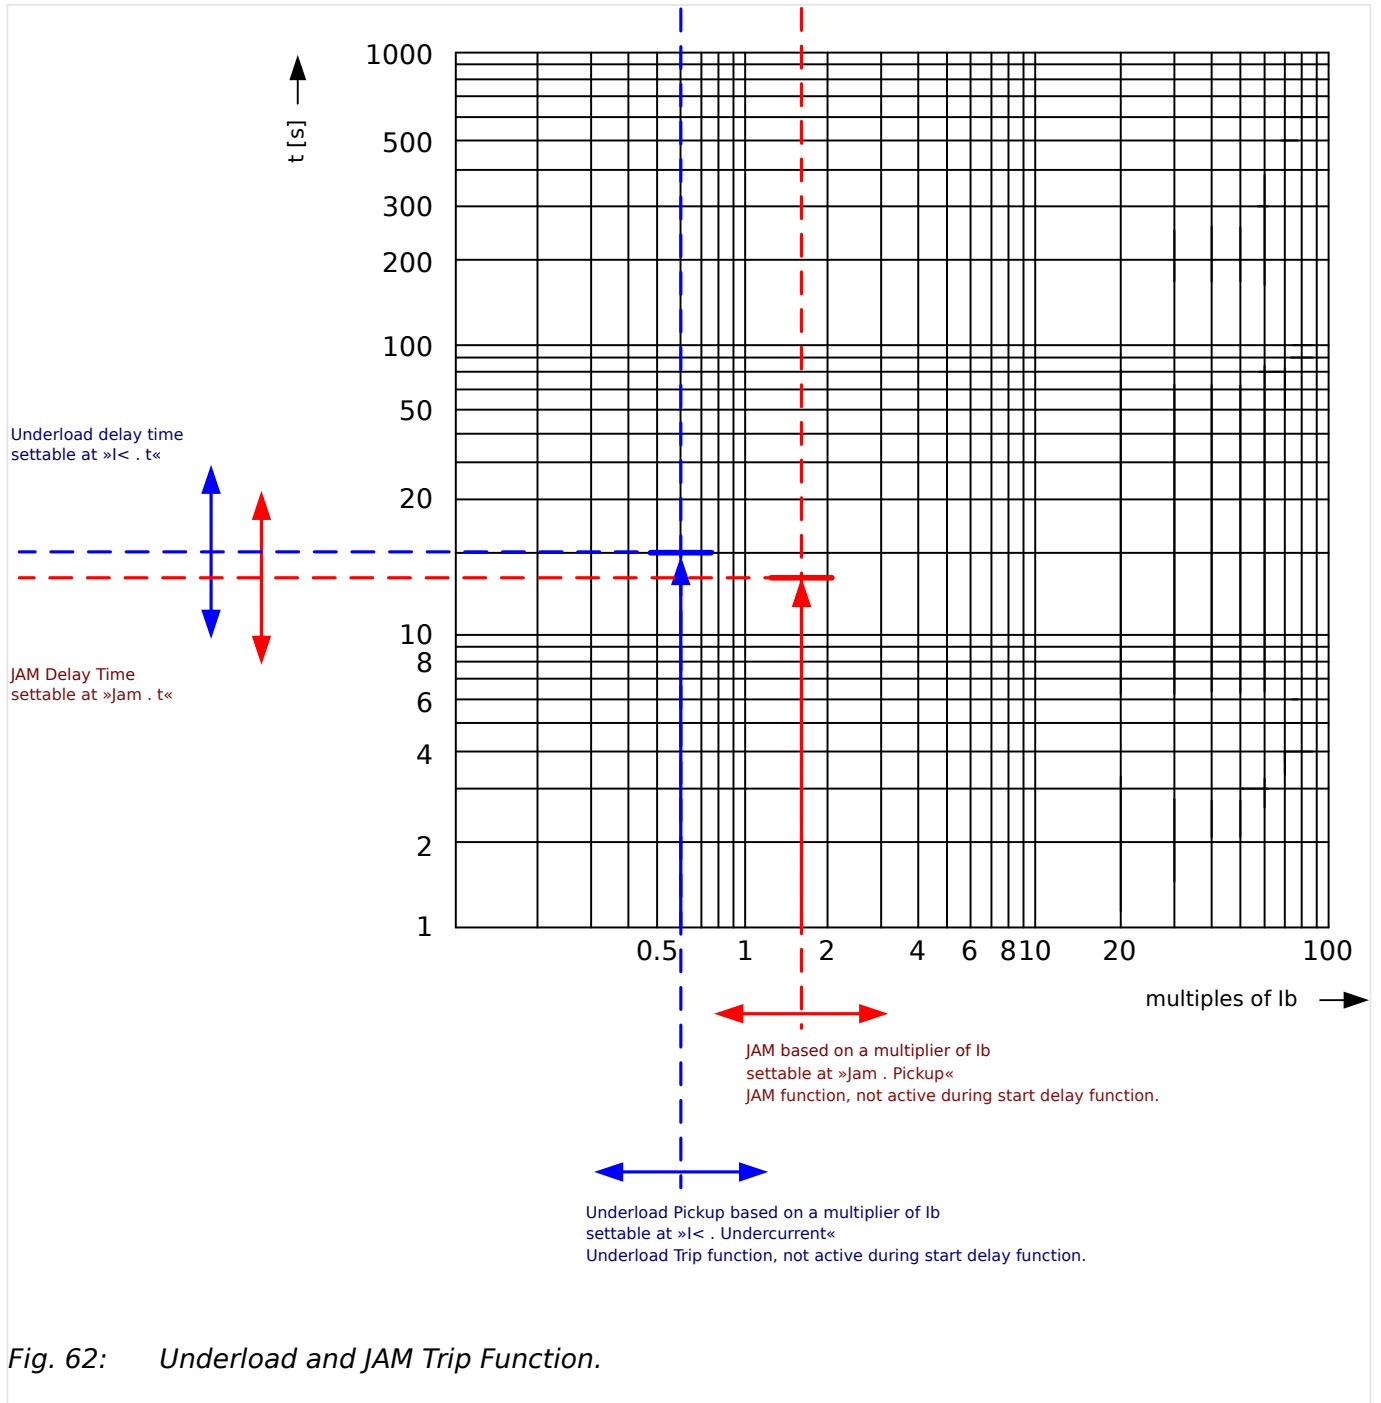 t [s]
1000
500
300
200
100
50
20
10
8
6
4
2
1
Underload delay time
settable at »I< . t«
JAM Delay Time
settable at »Jam . t«
0.5 1 2 4 6 8 10 20 100
multiples of Ib
JAM based on a multiplier of Ib
settable at »Jam . Pickup«
JAM function, not active during start delay function.
Underload Pickup based on a multiplier of Ib
settable at »I< . Undercurrent«
Underload Trip function, not active during start delay function.
Fig. 62: Underload and JAM Trip Function.